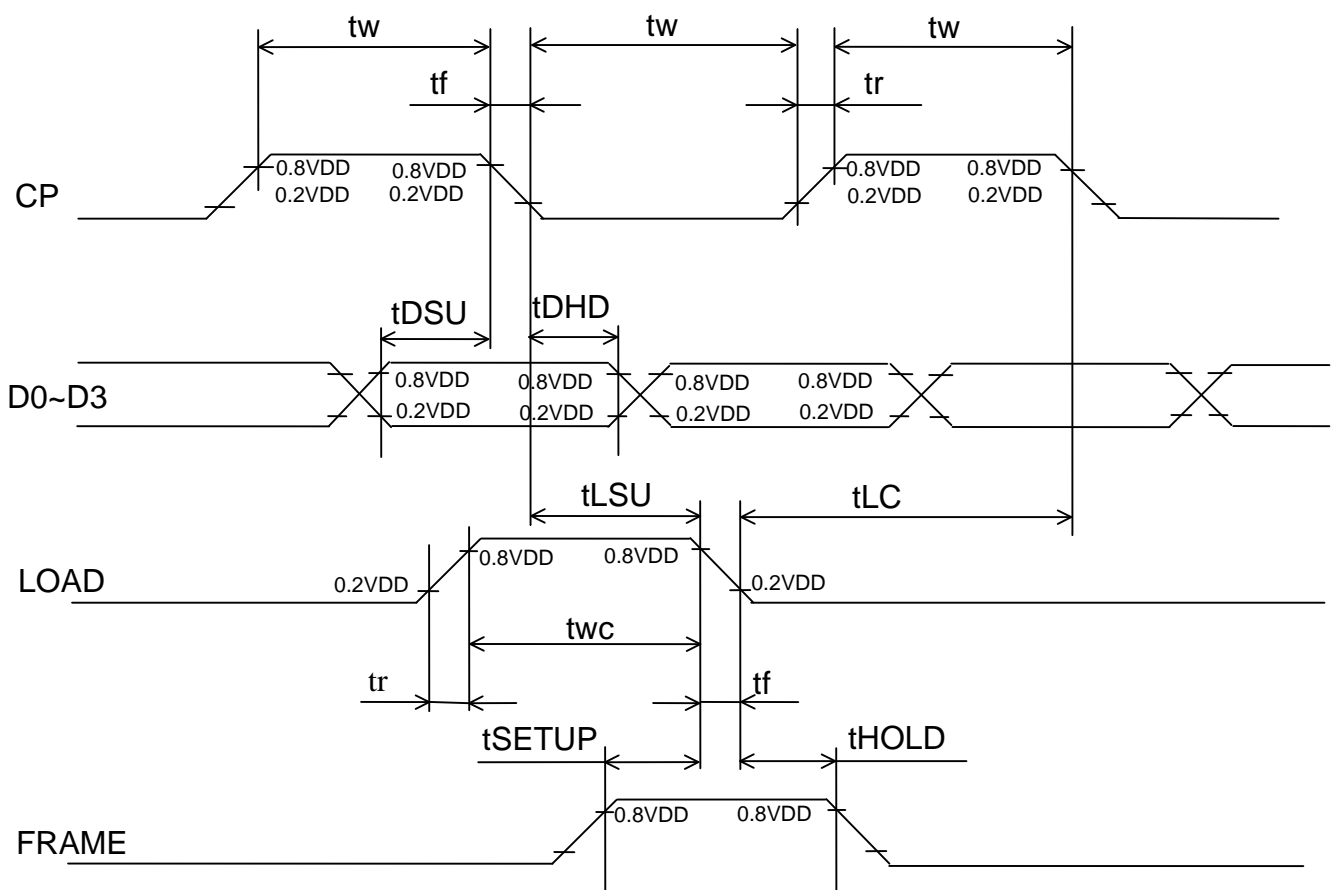 tw tw tw
tf tr
0.8VDD 0.8VDD 0.8VDD 0.8VDD
CP 0.2VDD 0.2VDD 0.2VDD 0.2VDD
tDSU tDHD
0.8VDD 0.8VDD 0.8VDD 0.8VDD
D0~D3 0.2VDD 0.2VDD 0.2VDD 0.2VDD
tLSU tLC
0.8VDD 0.8VDD
LOAD 0.2VDD 0.2VDD
twc
tr tf
tSETUP tHOLD
0.8VDD 0.8VDD
FRAME